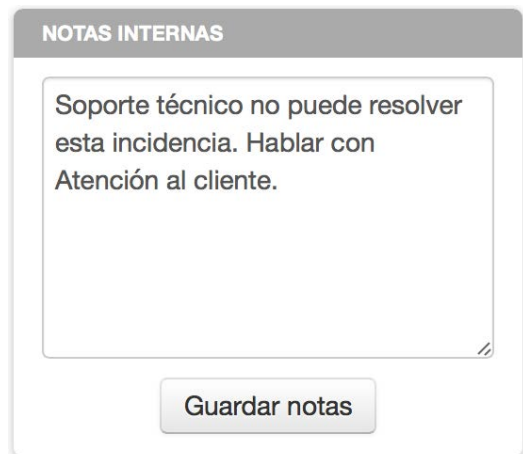 NOTAS INTERNAS
Soporte técnico no puede resolver
esta incidencia. Hablar con
Atención al cliente.
Guardar notas